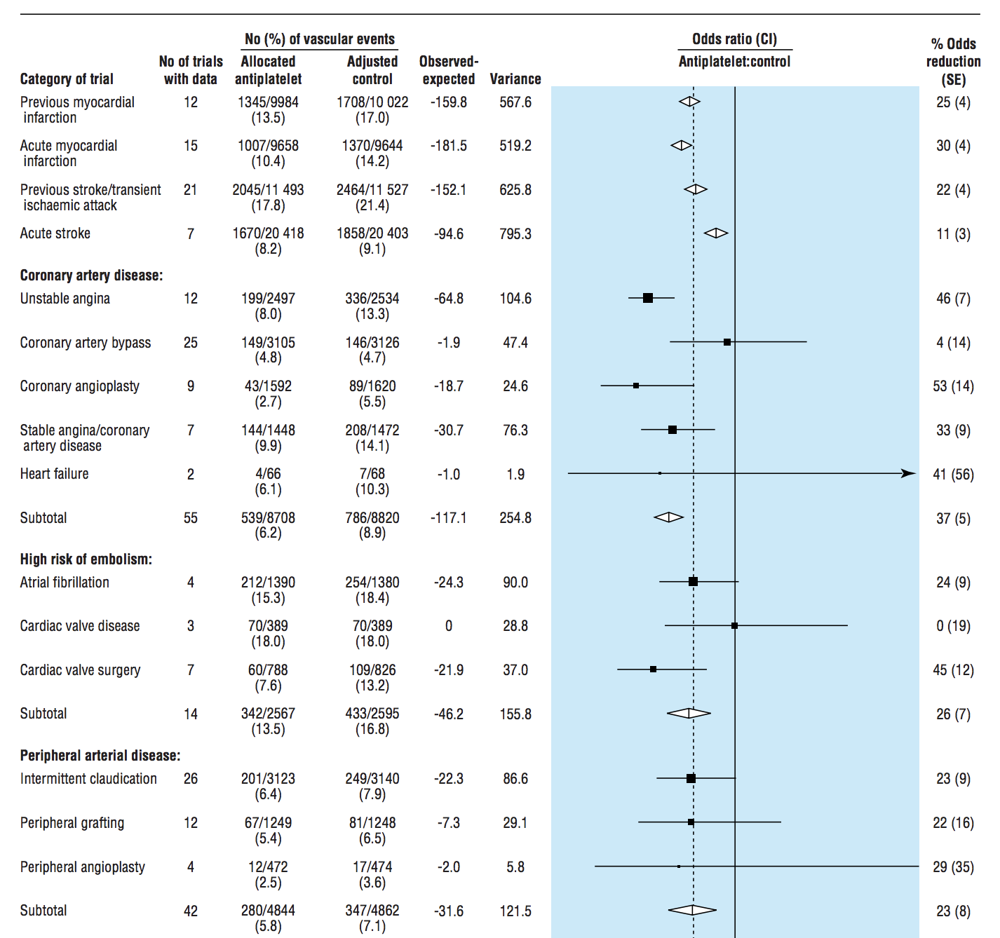 No (%) of vascular events Odds ratio (CI) % Odds
No of trials Allocated Adjusted Observed- Antiplatelet:control reduction
Category of trial with data antiplatelet control expected Variance (SE)
Previous myocardial 12 1345/9984 1708/10 022 -159.8 567.6 25 (4)
infarction (13.5) (17.0)
Acute myocardial 15 1007/9658 1370/9644 -181.5 519.2 30 (4)
infarction (10.4) (14.2)
Previous stroke/transient 21 2045/11 493 2464/11 527 -152.1 625.8 22 (4)
ischaemic attack (17.8) (21.4)
Acute stroke 7 1670/20 418 1858/20 403 -94.6 795.3 11 (3)
(8.2) (9.1)
Coronary artery disease:
Unstable angina 12 199/2497 336/2534 -64.8 104.6 46 (7)
(8.0) (13.3)
Coronary artery bypass 25 149/3105 146/3126 -1.9 47.4 4 (14)
(4.8) (4.7)
Coronary angioplasty 9 43/1592 89/1620 -18.7 24.6 53 (14)
(2.7) (5.5)
Stable angina/coronary 7 144/1448 208/1472 -30.7 76.3 33 (9)
artery disease (9.9) (14.1)
Heart failure 2 4/66 7/68 -1.0 1.9 41 (56)
(6.1) (10.3)
Subtotal 55 539/8708 786/8820 -117.1 254.8 37 (5)
(6.2) (8.9)
High risk of embolism:
Atrial fibrillation 4 212/1390 254/1380 -24.3 90.0 24 (9)
(15.3) (18.4)
Cardiac valve disease 3 70/389 70/389 0 28.8 0 (19)
(18.0) (18.0)
Cardiac valve surgery 7 60/788 109/826 -21.9 37.0 45 (12)
(7.6) (13.2)
Subtotal 14 342/2567 433/2595 -46.2 155.8 26 (7)
(13.5) (16.8)
Peripheral arterial disease:
Intermittent claudication 26 201/3123 249/3140 -22.3 86.6 23 (9)
(6.4) (7.9)
Peripheral grafting 12 67/1249 81/1248 -7.3 29.1 22 (16)
(5.4) (6.5)
Peripheral angioplasty 4 12/472 17/474 -2.0 5.8 29 (35)
(2.5) (3.6)
Subtotal 42 280/4844 347/4862 -31.6 121.5 23 (8)
(5.8) (7.1)